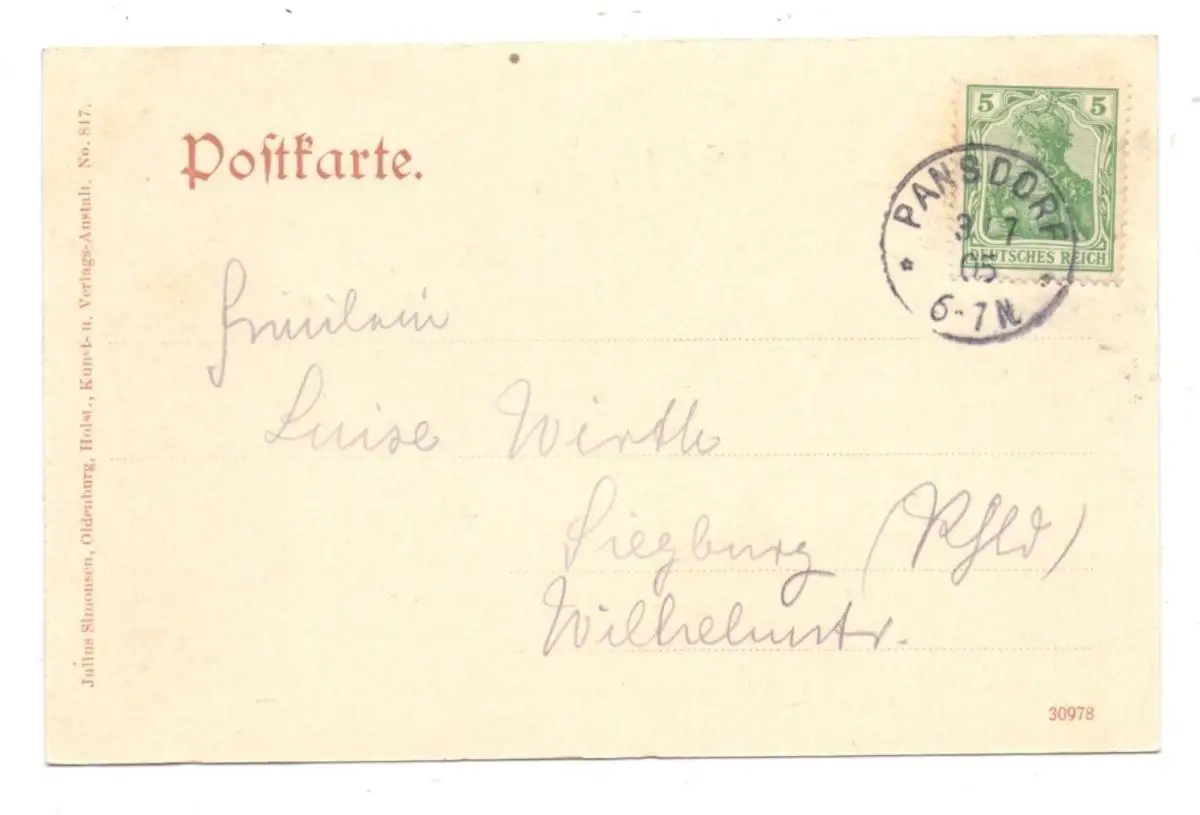 Postkarte.
5 5
DEUTSCHES REICH
PANSDORF
3 7
05
6-7 N.
Fräulein
Luise Wirth
Siegburg (Rhld)
Wilhelmstr.
30978
Julius Simonsen, Oldenburg, Holst., Kunst- u. Verlags-Anstalt. No. 817.